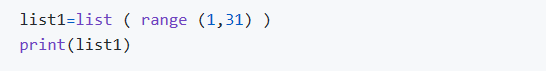 list1=list ( range (1,31) )
print(list1)